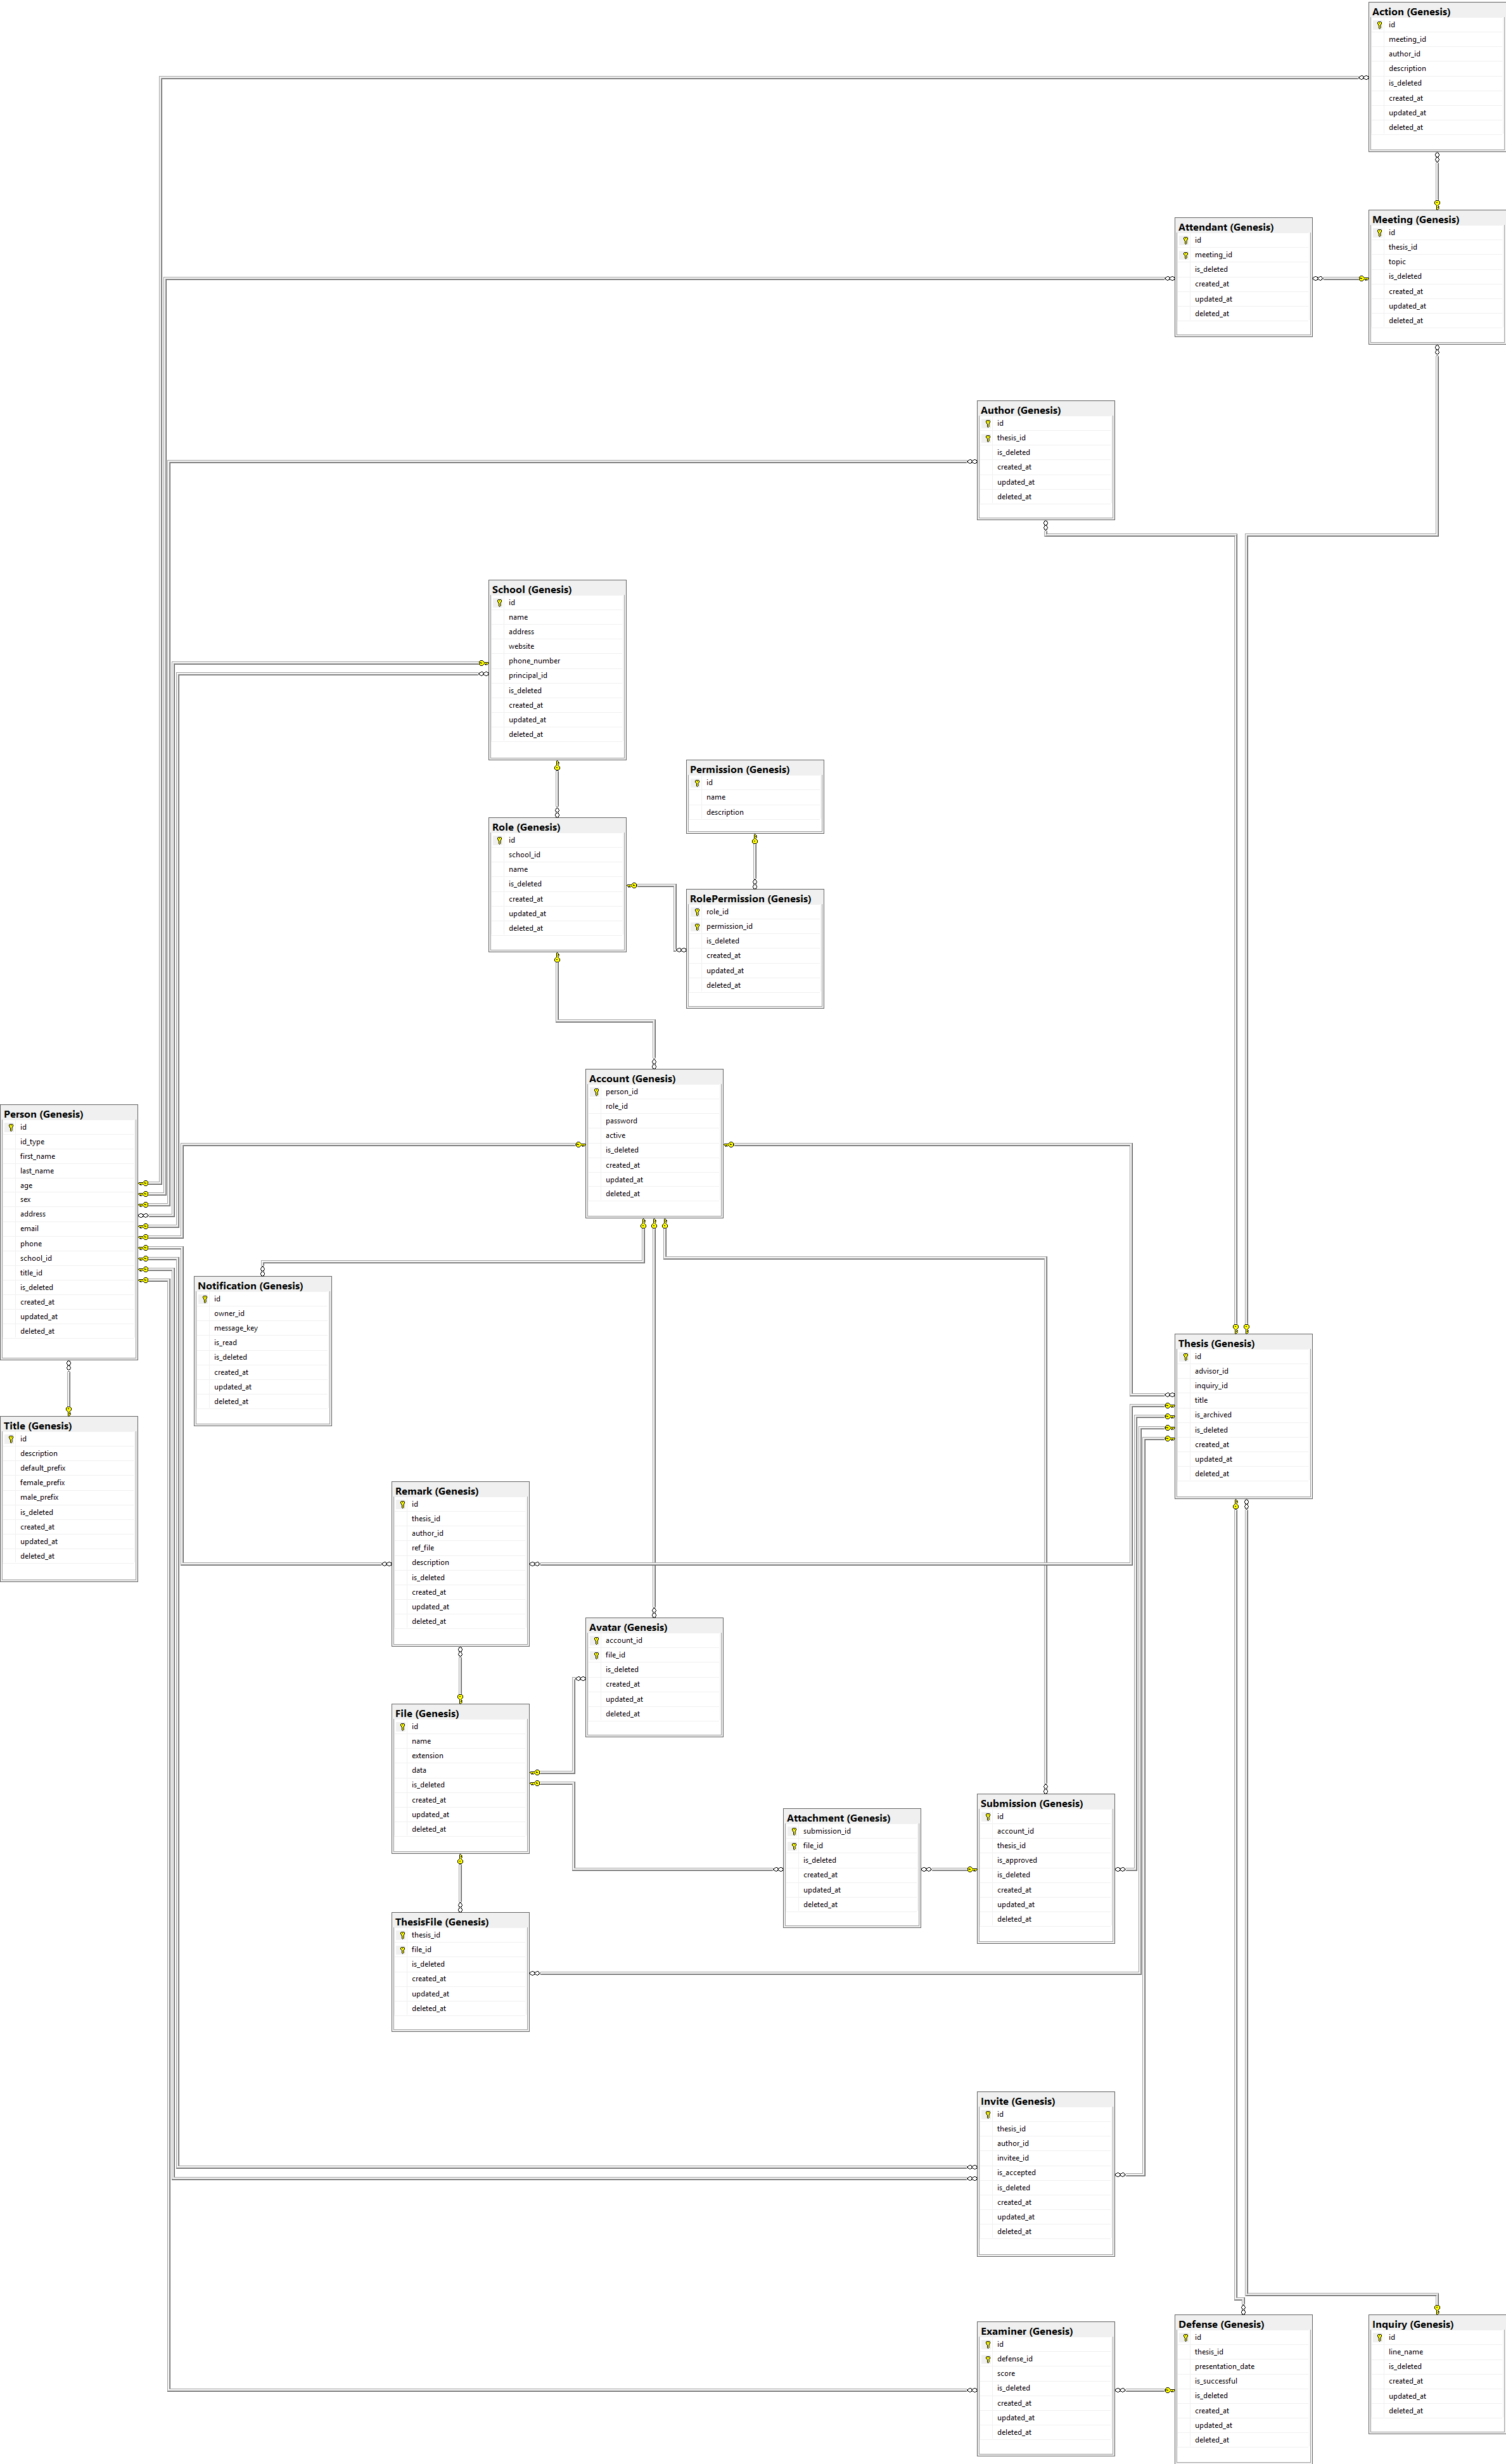 Action (Genesis)
id
meeting_id
author_id
description
is_deleted
created_at
updated_at
deleted_at
Meeting (Genesis)
id
thesis_id
topic
is_deleted
created_at
updated_at
deleted_at
Attendant (Genesis)
id
meeting_id
is_deleted
created_at
updated_at
deleted_at
Author (Genesis)
id
thesis_id
is_deleted
created_at
updated_at
deleted_at
School (Genesis)
id
name
address
website
phone_number
principal_id
is_deleted
created_at
updated_at
deleted_at
Permission (Genesis)
id
name
description
Role (Genesis)
id
school_id
name
is_deleted
created_at
updated_at
deleted_at
RolePermission (Genesis)
role_id
permission_id
is_deleted
created_at
updated_at
deleted_at
Account (Genesis)
person_id
role_id
password
active
is_deleted
created_at
updated_at
deleted_at
Person (Genesis)
id
id_type
first_name
last_name
age
sex
address
email
phone
school_id
title_id
is_deleted
created_at
updated_at
deleted_at
Notification (Genesis)
id
owner_id
message_key
is_read
is_deleted
created_at
updated_at
deleted_at
Thesis (Genesis)
id
advisor_id
inquiry_id
title
is_archived
is_deleted
created_at
updated_at
deleted_at
Title (Genesis)
id
description
default_prefix
female_prefix
male_prefix
is_deleted
created_at
updated_at
deleted_at
Remark (Genesis)
id
thesis_id
author_id
ref_file
description
is_deleted
created_at
updated_at
deleted_at
Avatar (Genesis)
account_id
file_id
is_deleted
created_at
updated_at
deleted_at
File (Genesis)
id
name
extension
data
is_deleted
created_at
updated_at
deleted_at
Attachment (Genesis)
submission_id
file_id
is_deleted
created_at
updated_at
deleted_at
Submission (Genesis)
id
account_id
thesis_id
is_approved
is_deleted
created_at
updated_at
deleted_at
ThesisFile (Genesis)
thesis_id
file_id
is_deleted
created_at
updated_at
deleted_at
Invite (Genesis)
id
thesis_id
author_id
invitee_id
is_accepted
is_deleted
created_at
updated_at
deleted_at
Examiner (Genesis)
id
defense_id
score
is_deleted
created_at
updated_at
deleted_at
Defense (Genesis)
id
thesis_id
presentation_date
is_successful
is_deleted
created_at
updated_at
deleted_at
Inquiry (Genesis)
id
line_name
is_deleted
created_at
updated_at
deleted_at